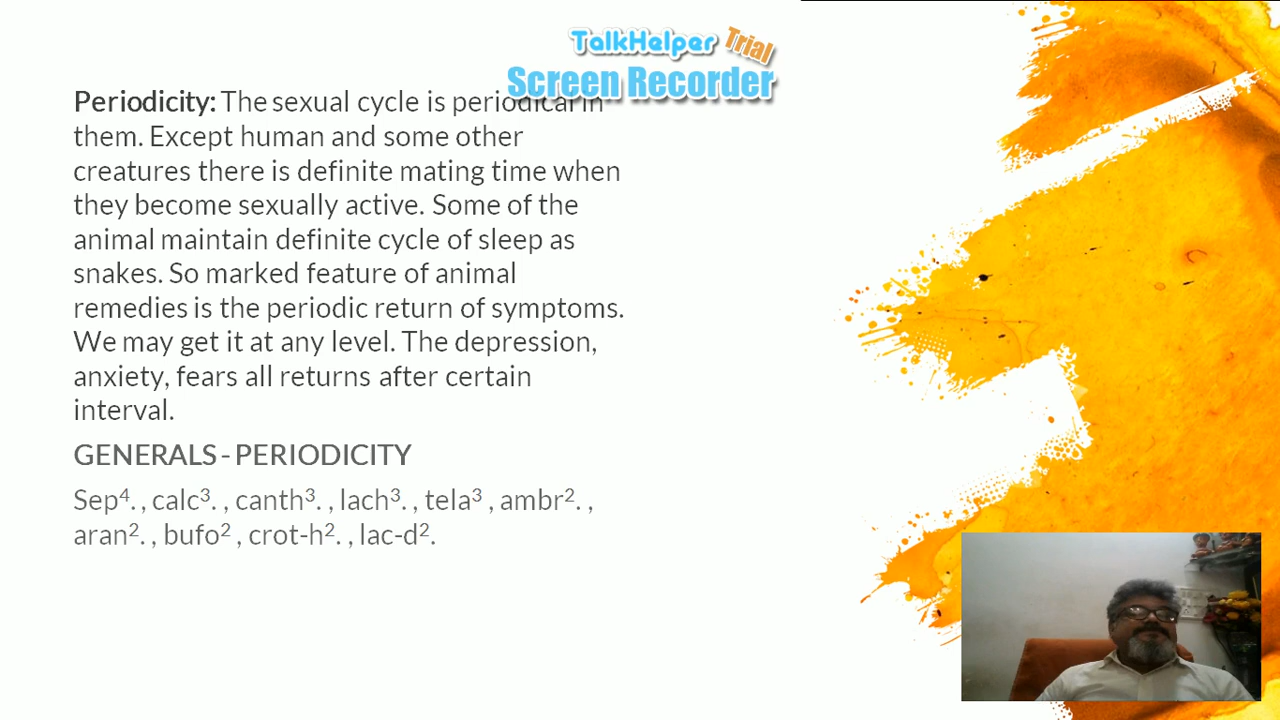 TalkHelper Trial
Screen Recorder
Periodicity: The sexual cycle is periodical in
them. Except human and some other
creatures there is definite mating time when
they become sexually active. Some of the
animal maintain definite cycle of sleep as
snakes. So marked feature of animal
remedies is the periodic return of symptoms.
We may get it at any level. The depression,
anxiety, fears all returns after certain
interval.
GENERALS - PERIODICITY
Sep⁴. , calc³. , canth³. , lach³. , tela³ , ambr². ,
aran². , bufo² , crot-h². , lac-d².